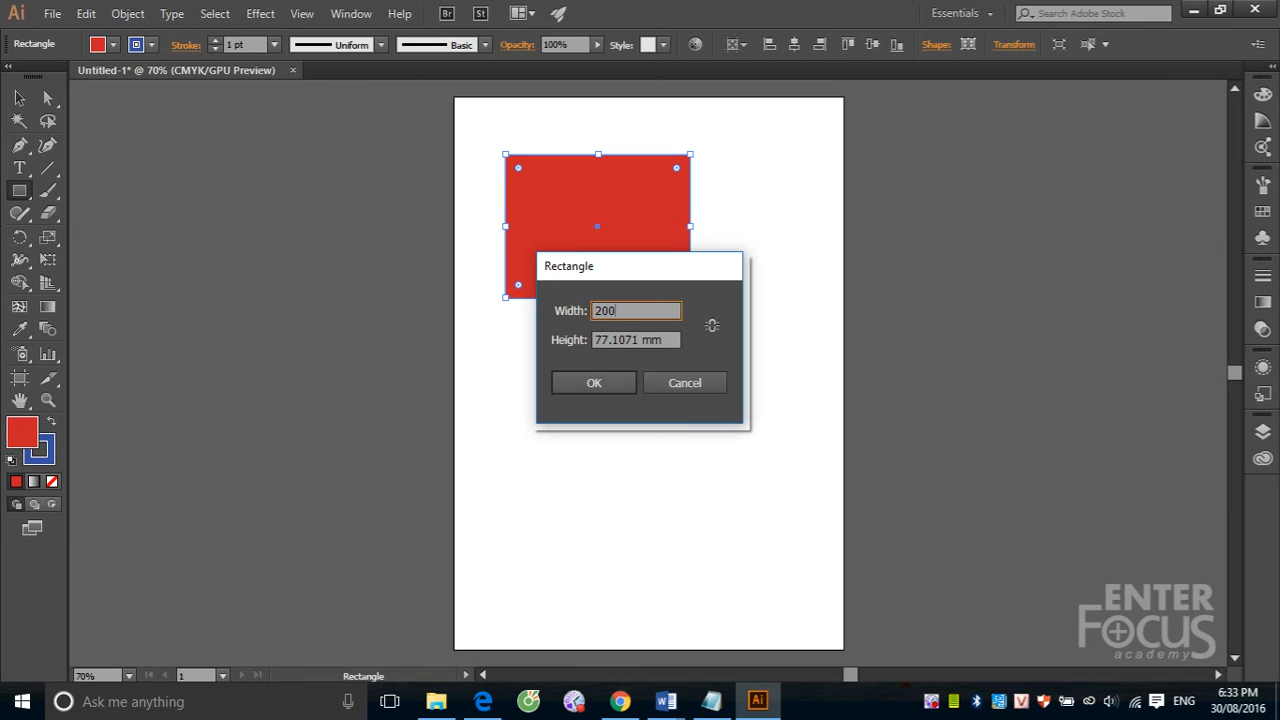 Ai File Edit Object Type Select Effect View Window Help Br St Essentials Search Adobe Stock
Rectangle Stroke: 1 pt Uniform Basic Opacity: 100% Style: Shape: Transform
Untitled-1* @ 70% (CMYK/GPU Preview) ×
Rectangle
Width: 200
Height: 77.1071 mm
OK Cancel
ENTER
FOCUS
academy
70% 1 Rectangle
Ask me anything Ai ENG 6:33 PM
30/08/2016